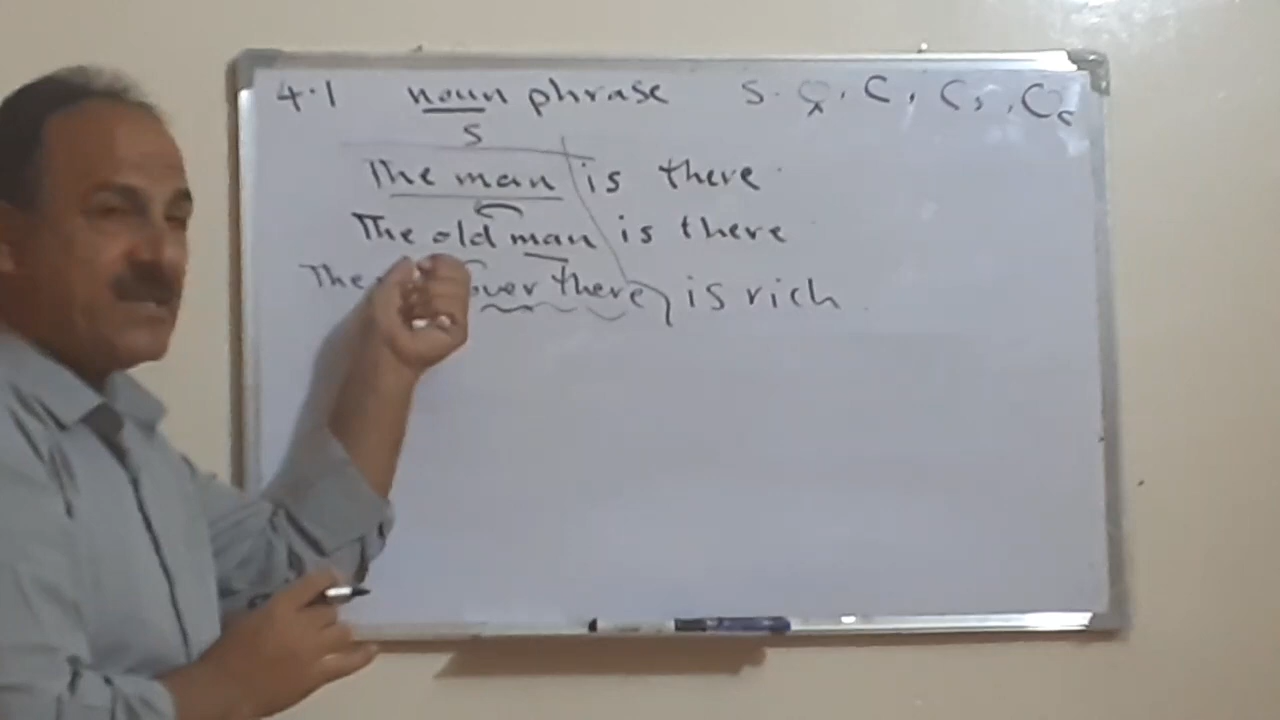 4.1 noun phrase S. O. C, Cs, Co
S
The man is there
The old man is there
The over there is rich